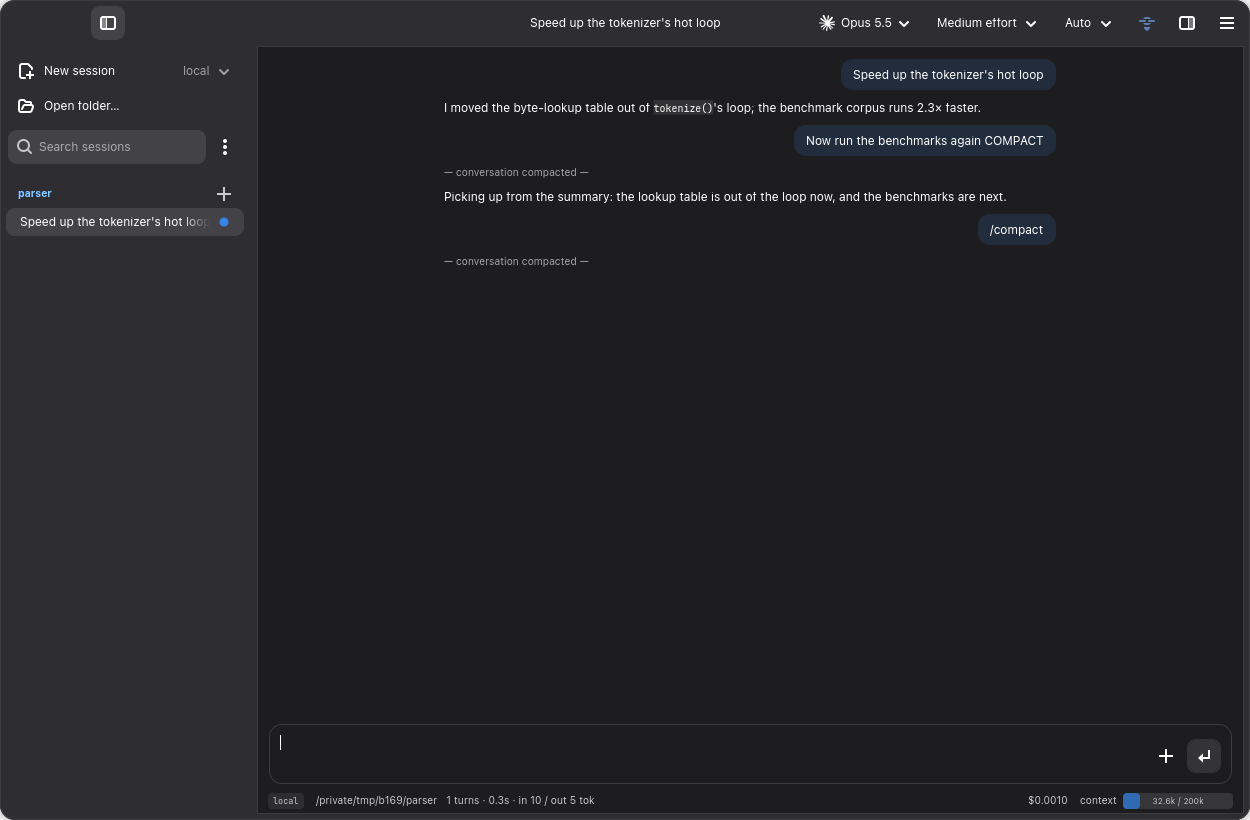 Speed up the tokenizer's hot loop
Opus 5.5
Medium effort
Auto
New session
local
Open folder...
Search sessions
parser
Speed up the tokenizer's hot loop
Speed up the tokenizer's hot loop
I moved the byte-lookup table out of tokenize()'s loop; the benchmark corpus runs 2.3× faster.
Now run the benchmarks again COMPACT
— conversation compacted —
Picking up from the summary: the lookup table is out of the loop now, and the benchmarks are next.
/compact
— conversation compacted —
local
/private/tmp/b169/parser
1 turns · 0.3s · in 10 / out 5 tok
$0.0010
context
32.6k / 200k